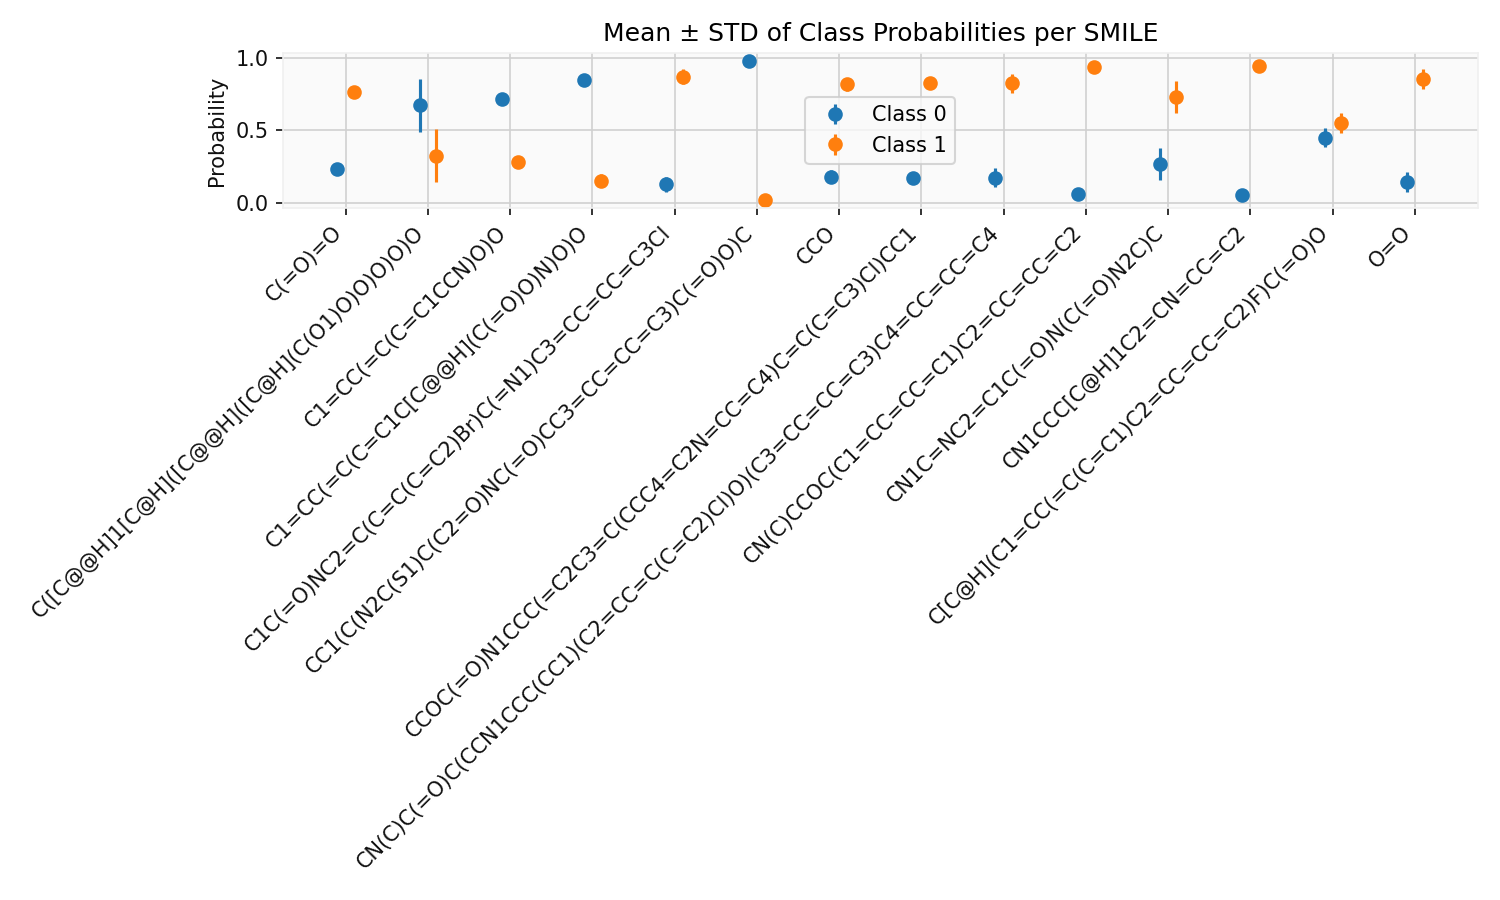 Mean ± STD of Class Probabilities per SMILE
Probability
1.0
0.5
0.0
Class 0
Class 1
C(=O)=O
C([C@@H]1[C@H]([C@@H]([C@H](C(O1)O)O)O)O)O
C1=CC(=C(C=C1CCN)O)O
C1=CC(=C(C=C1C[C@@H](C(=O)O)N)O)O
C1C(=O)NC2=C(C=C(C=C2)Br)C(=N1)C3=CC=CC=C3Cl
CC1(C(N2C(S1)C(C2=O)NC(=O)CC3=CC=CC=C3)C(=O)O)C
CCO
CCOC(=O)N1CCC(=C2C3=C(CCC4=C2N=CC=C4)C=C(C=C3)Cl)CC1
CN(C)C(=O)C(CCN1CCC(CC1)(C2=CC=C(C=C2)Cl)O)(C3=CC=CC=C3)C4=CC=CC=C4
CN(C)CCOC(C1=CC=CC=C1)C2=CC=CC=C2
CN1C=NC2=C1C(=O)N(C(=O)N2C)C
CN1CCC[C@H]1C2=CN=CC=C2
C[C@H](C1=CC(=C(C=C1)C2=CC=CC=C2)F)C(=O)O
O=O